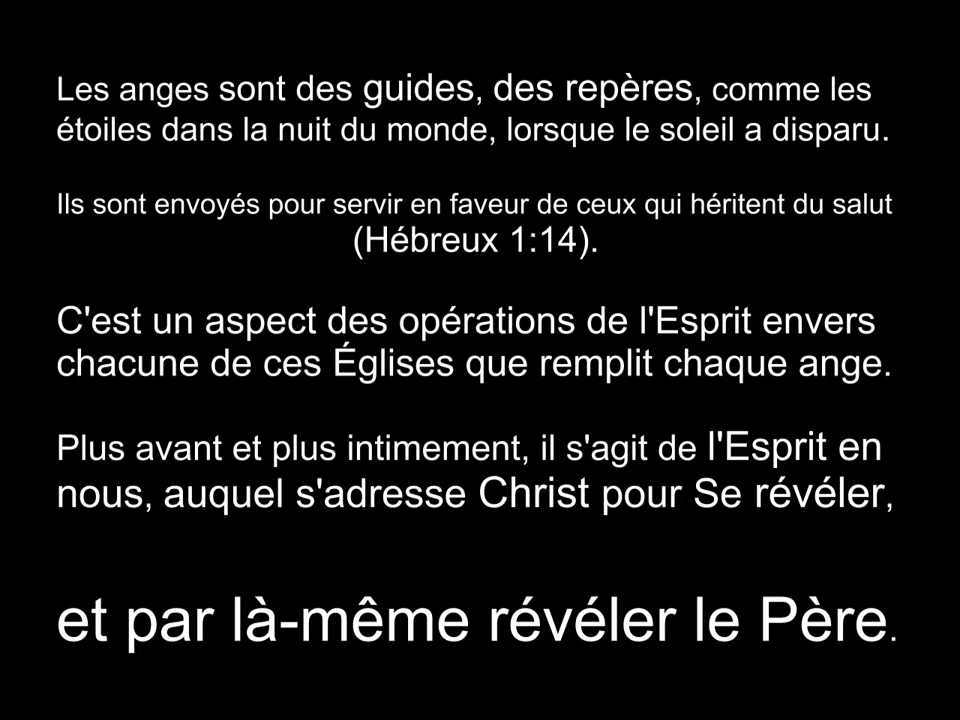 Les anges sont des guides, des repères, comme les
étoiles dans la nuit du monde, lorsque le soleil a disparu.
Ils sont envoyés pour servir en faveur de ceux qui héritent du salut
(Hébreux 1:14).
C'est un aspect des opérations de l'Esprit envers
chacune de ces Églises que remplit chaque ange.
Plus avant et plus intimement, il s'agit de l'Esprit en
nous, auquel s'adresse Christ pour Se révéler,
et par là-même révéler le Père.